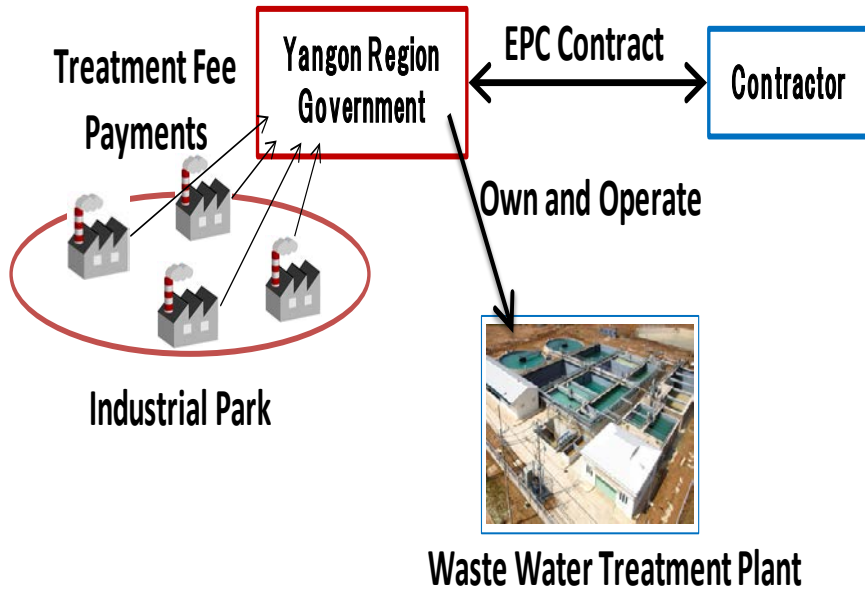 Treatment Fee
Payments
Yangon Region
Government
EPC Contract
Contractor
Own and Operate
Industrial Park
Waste Water Treatment Plant